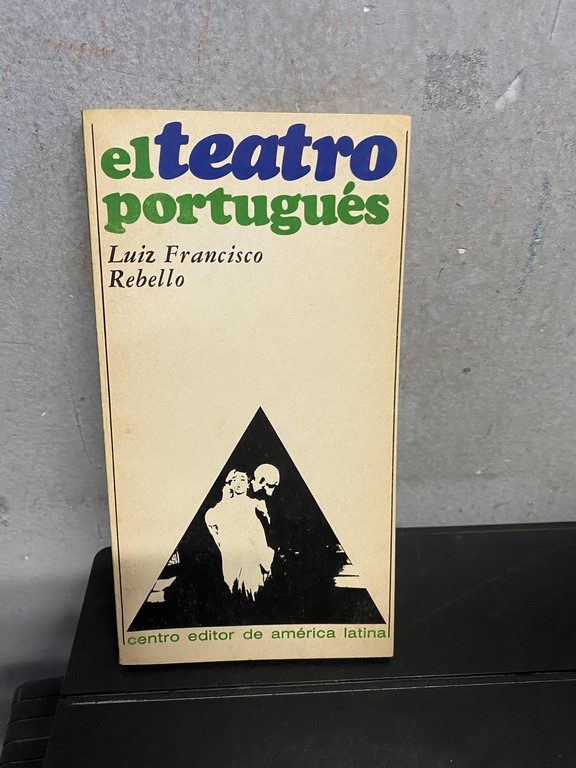 el teatro
portugués
Luiz Francisco
Rebello
centro editor de américa latina